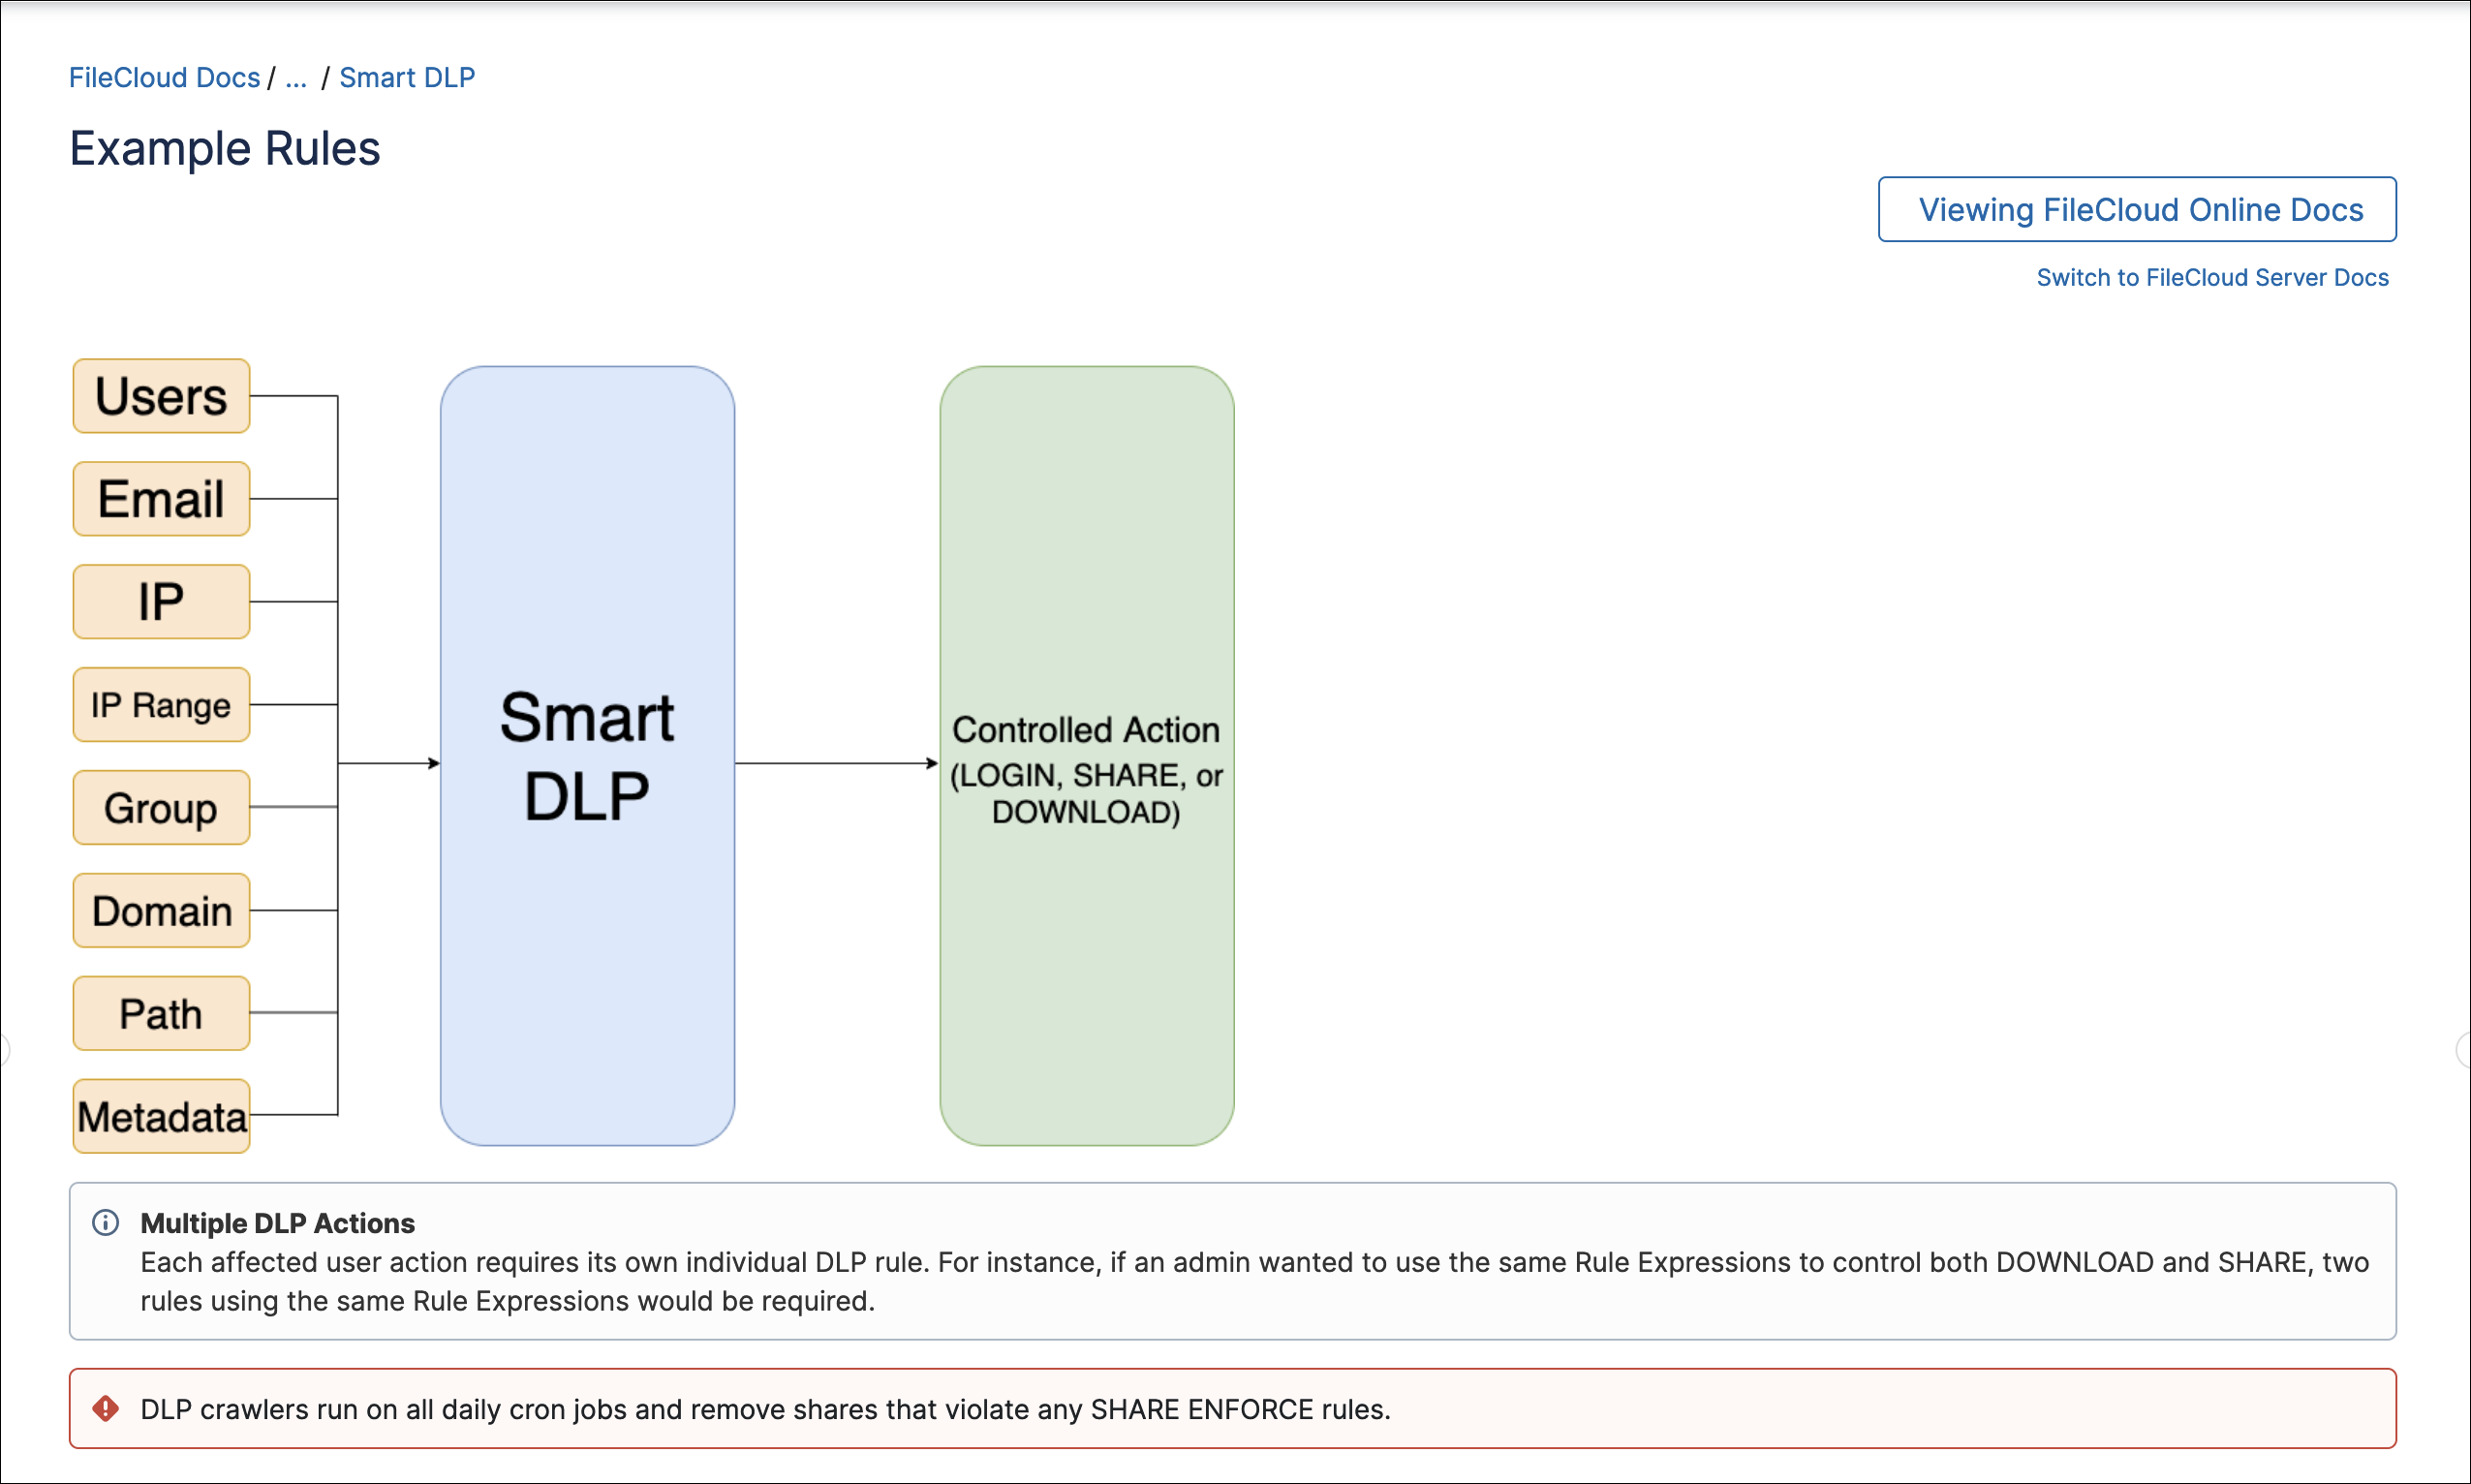 FileCloud Docs / ... / Smart DLP
Example Rules
Viewing FileCloud Online Docs
Switch to FileCloud Server Docs
Users
Email
IP
IP Range
Group
Domain
Path
Metadata
Smart
DLP
Controlled Action
(LOGIN, SHARE, or
DOWNLOAD)
Multiple DLP Actions
Each affected user action requires its own individual DLP rule. For instance, if an admin wanted to use the same Rule Expressions to control both DOWNLOAD and SHARE, two
rules using the same Rule Expressions would be required.
DLP crawlers run on all daily cron jobs and remove shares that violate any SHARE ENFORCE rules.